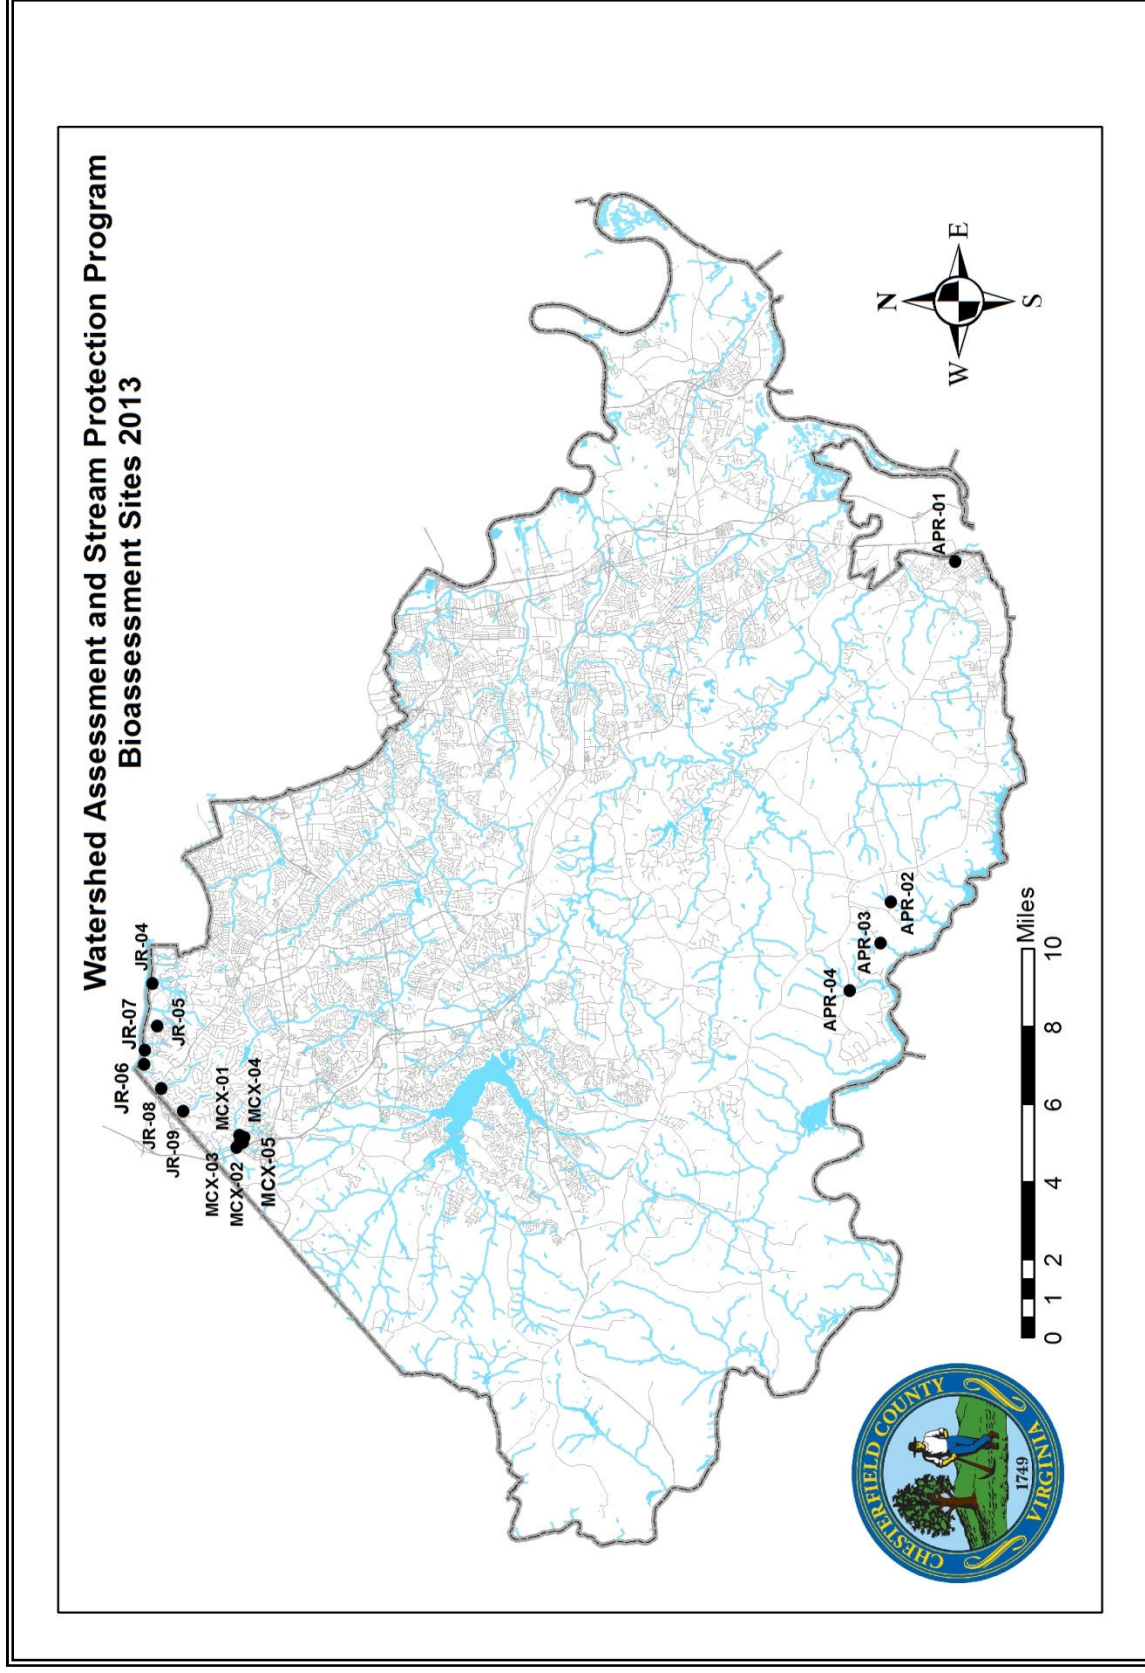 Watershed Assessment and Stream Protection Program
Bioassessment Sites 2013
JR-06
JR-07
JR-04
JR-05
JR-08
JR-09
MCX-01
MCX-04
MCX-03
MCX-02
MCX-05
APR-01
APR-02
APR-03
APR-04
N
W
E
S
0 1 2 4 6 8 10
Miles
CHESTERFIELD COUNTY
1749
VIRGINIA